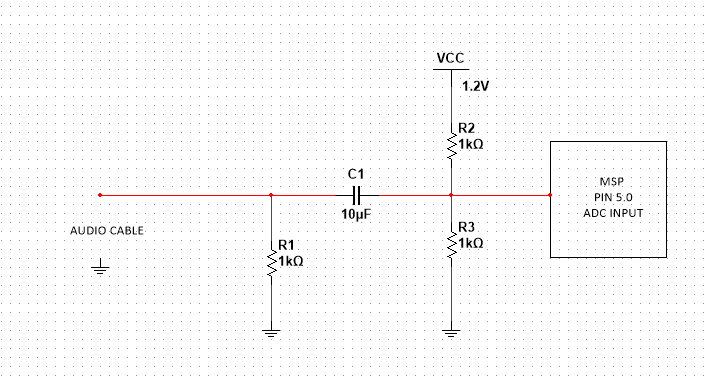 VCC
1.2V
R2
1kΩ
C1
10µF
MSP
PIN 5.0
ADC INPUT
AUDIO CABLE
R1
1kΩ
R3
1kΩ